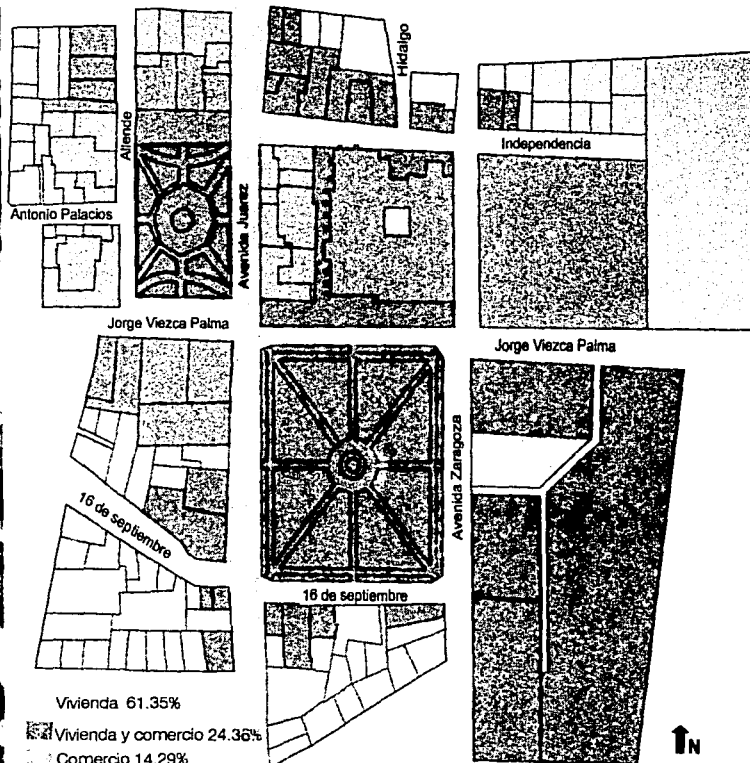 Hidalgo
Allende
Independencia
Antonio Palacios
Avenida Juarez
Jorge Viezca Palma
Jorge Viezca Palma
Avenida Zaragoza
16 de septiembre
16 de septiembre
Vivienda 61.35%
Vivienda y comercio 24.36%
Comercio 14.29%
N